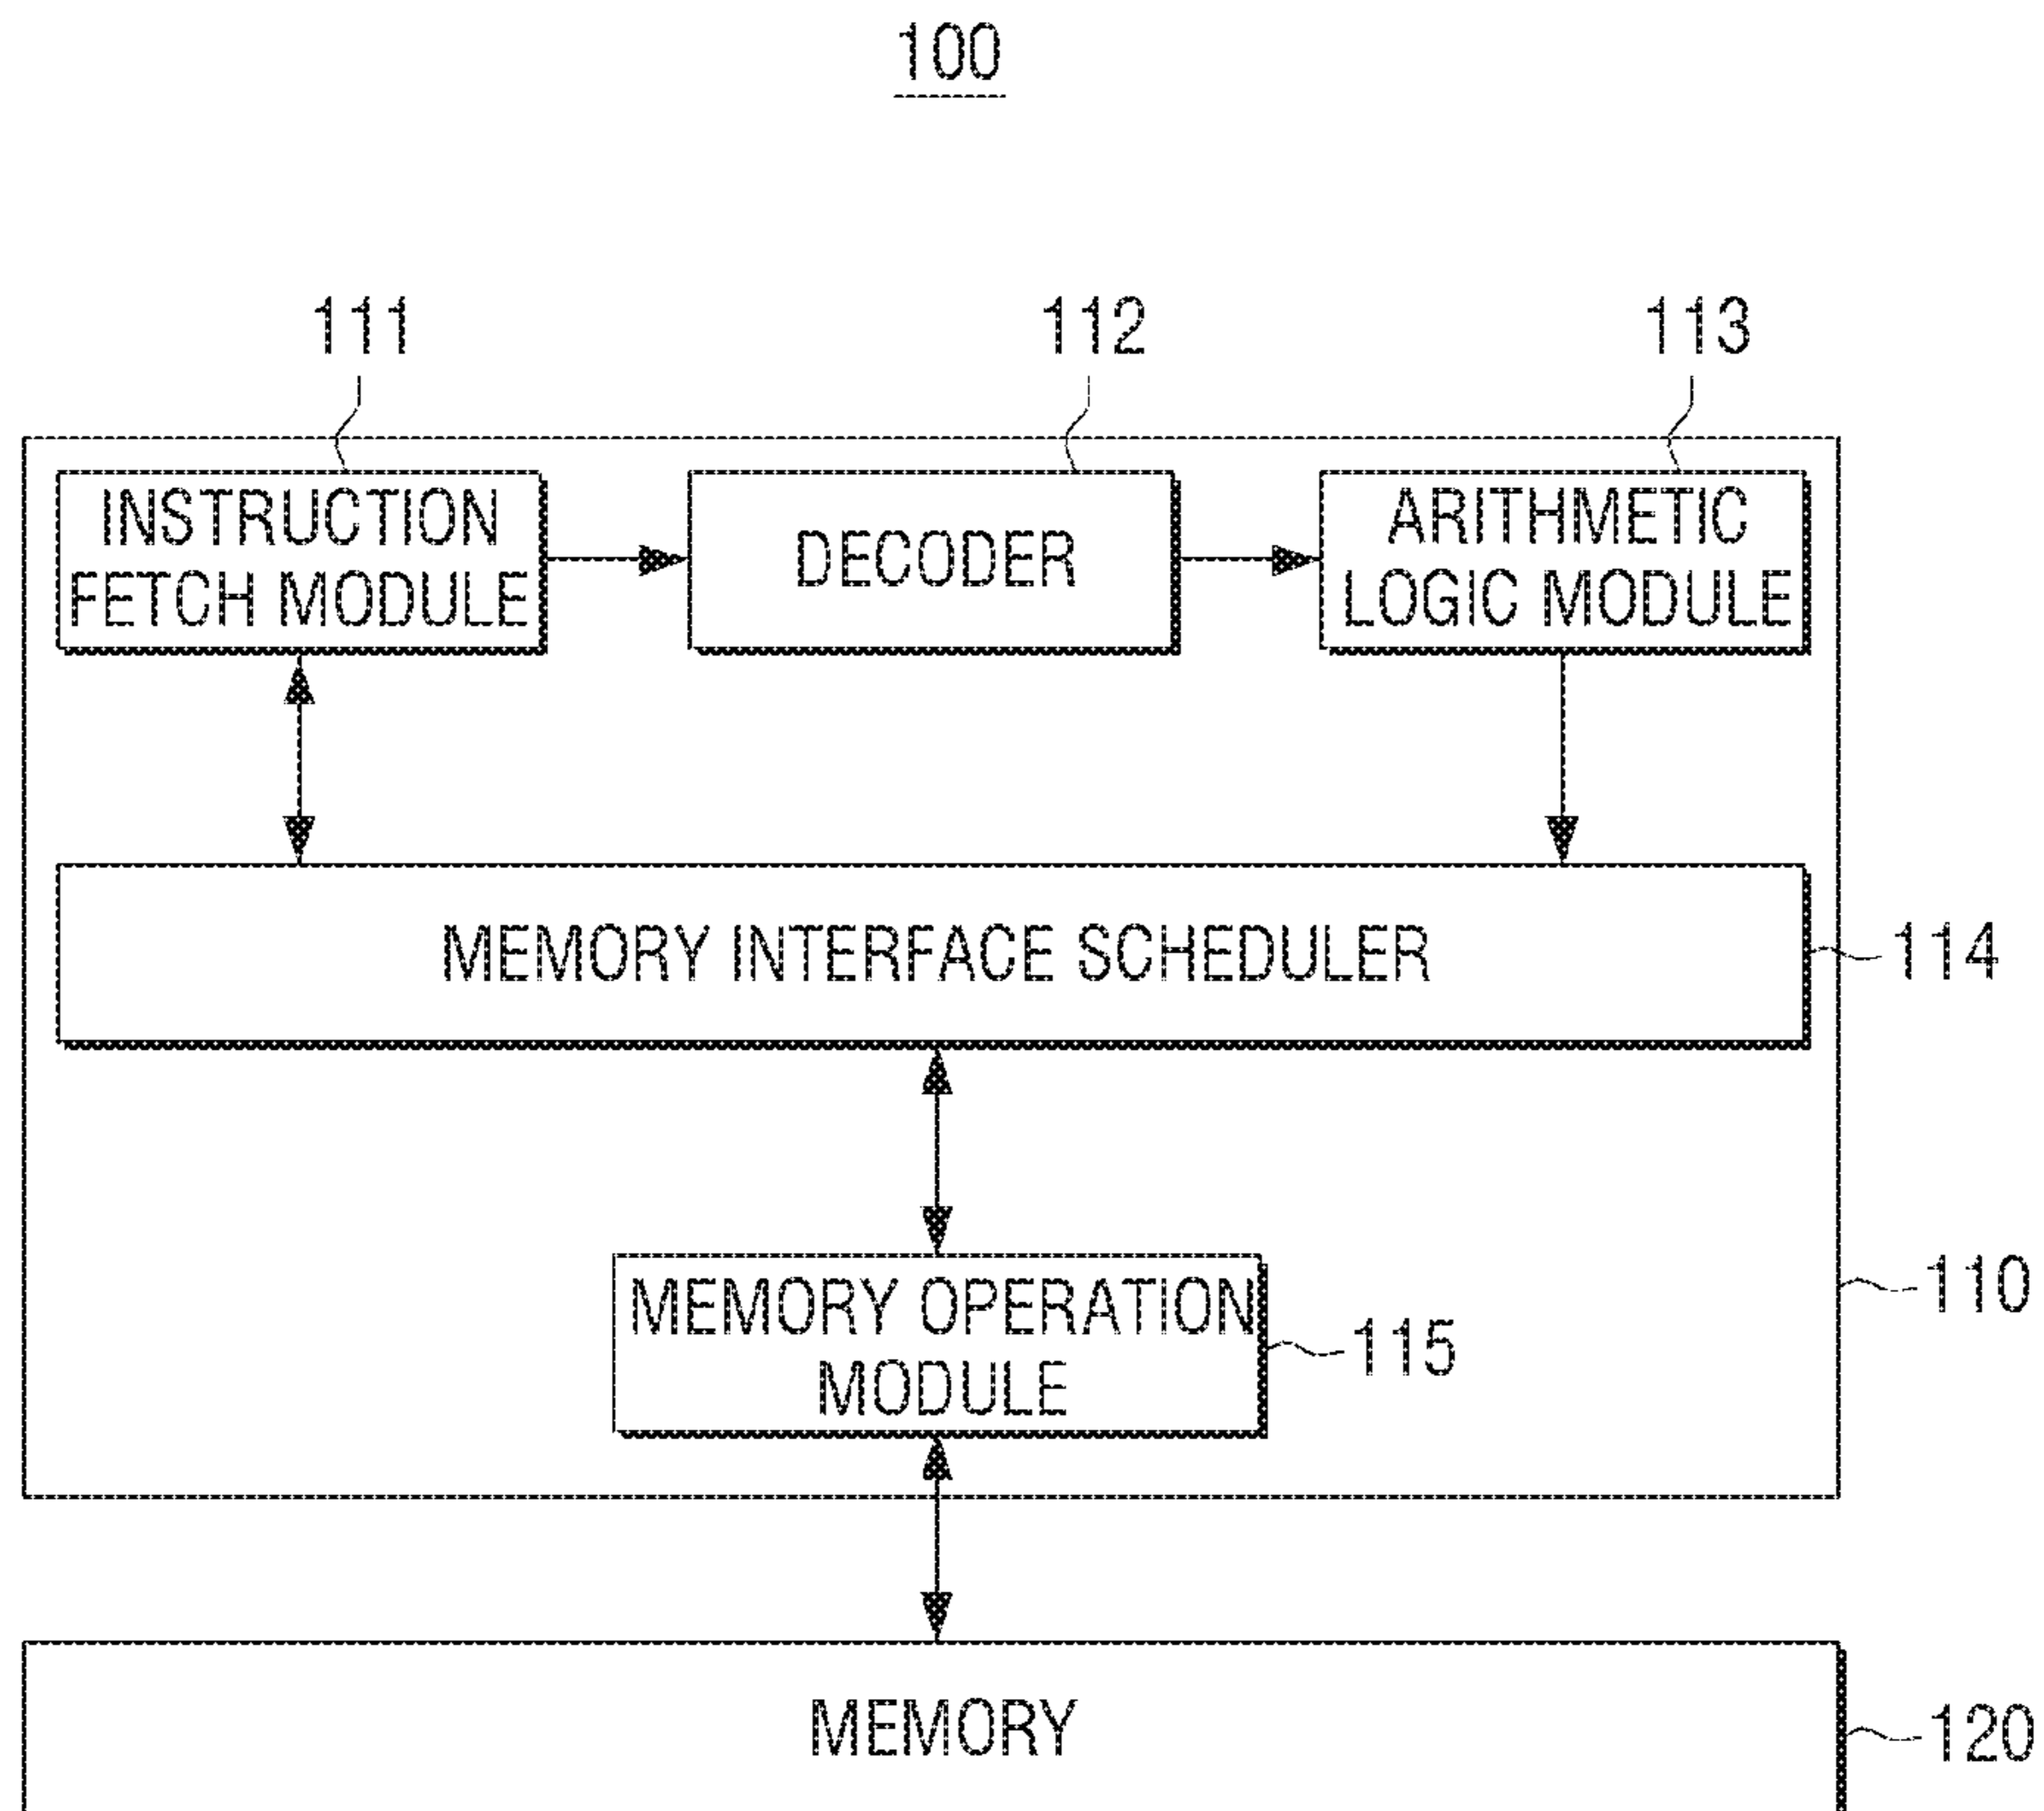 100
111
112
113
INSTRUCTION
FETCH MODULE
DECODER
ARITHMETIC
LOGIC MODULE
MEMORY INTERFACE SCHEDULER
114
110
MEMORY OPERATION
MODULE
115
MEMORY
120